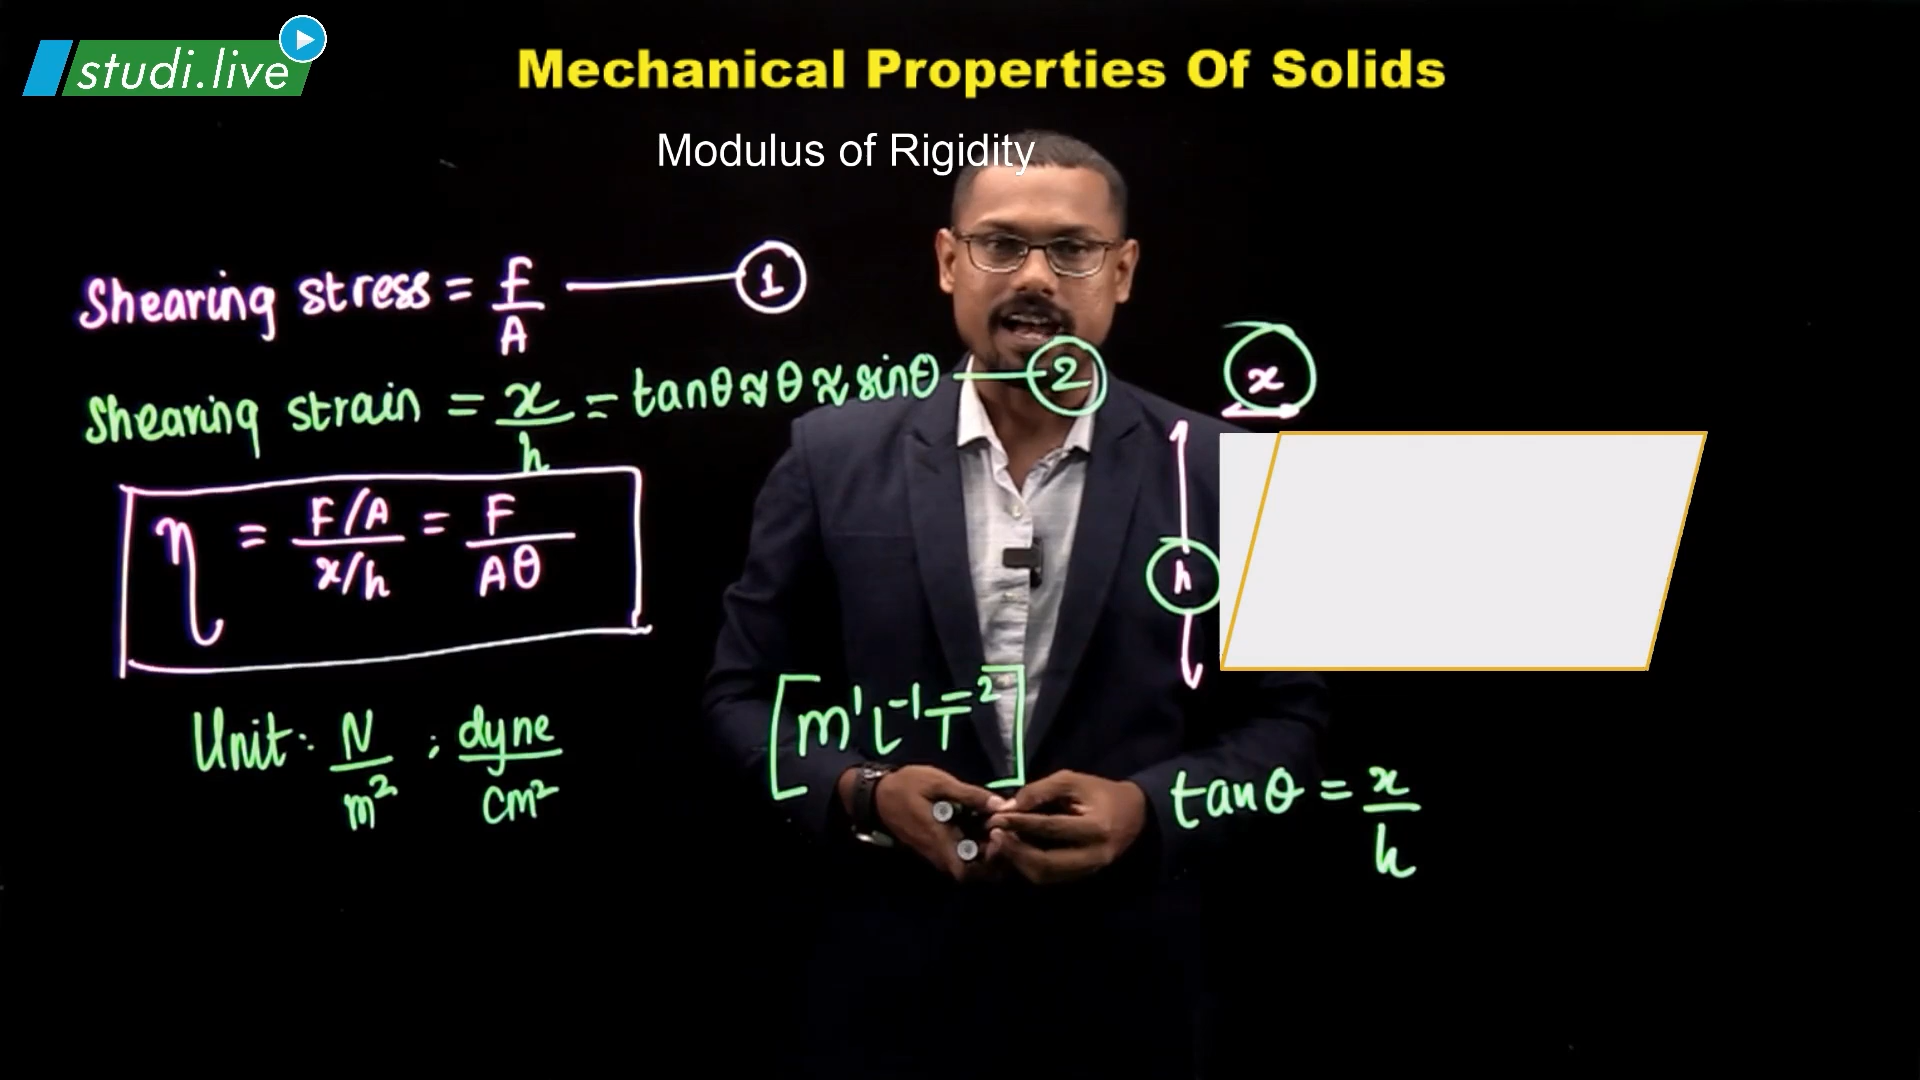 studi.live
Mechanical Properties Of Solids
Modulus of Rigidity
Shearing stress = F/A — 1
Shearing strain = x/h = tanθ ≈ θ ≈ sinθ — 2
x
h
η = F/A / x/h = F/Aθ
Unit: N/m² ; dyne/cm²
[M¹L⁻¹T⁻²]
tanθ = x/h